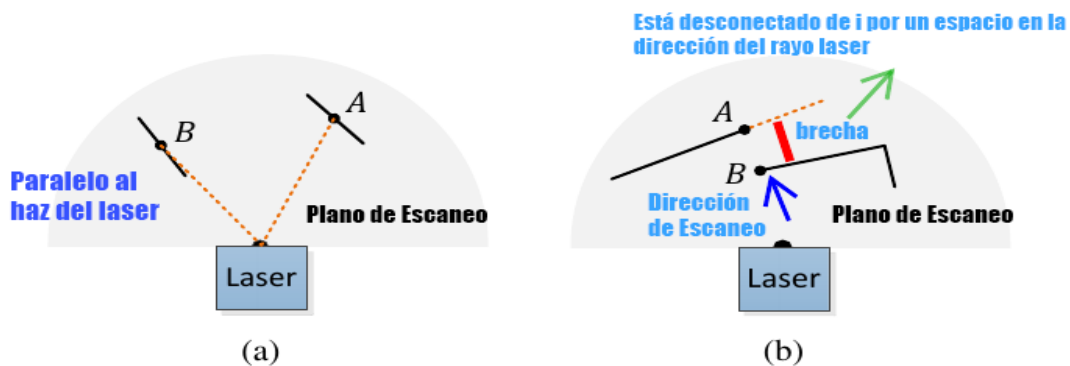 Está desconectado de i por un espacio en la
dirección del rayo laser
B
A
Paralelo al
haz del laser
Plano de Escaneo
Laser
(a)
A
brecha
B
Dirección
de Escaneo
Plano de Escaneo
Laser
(b)